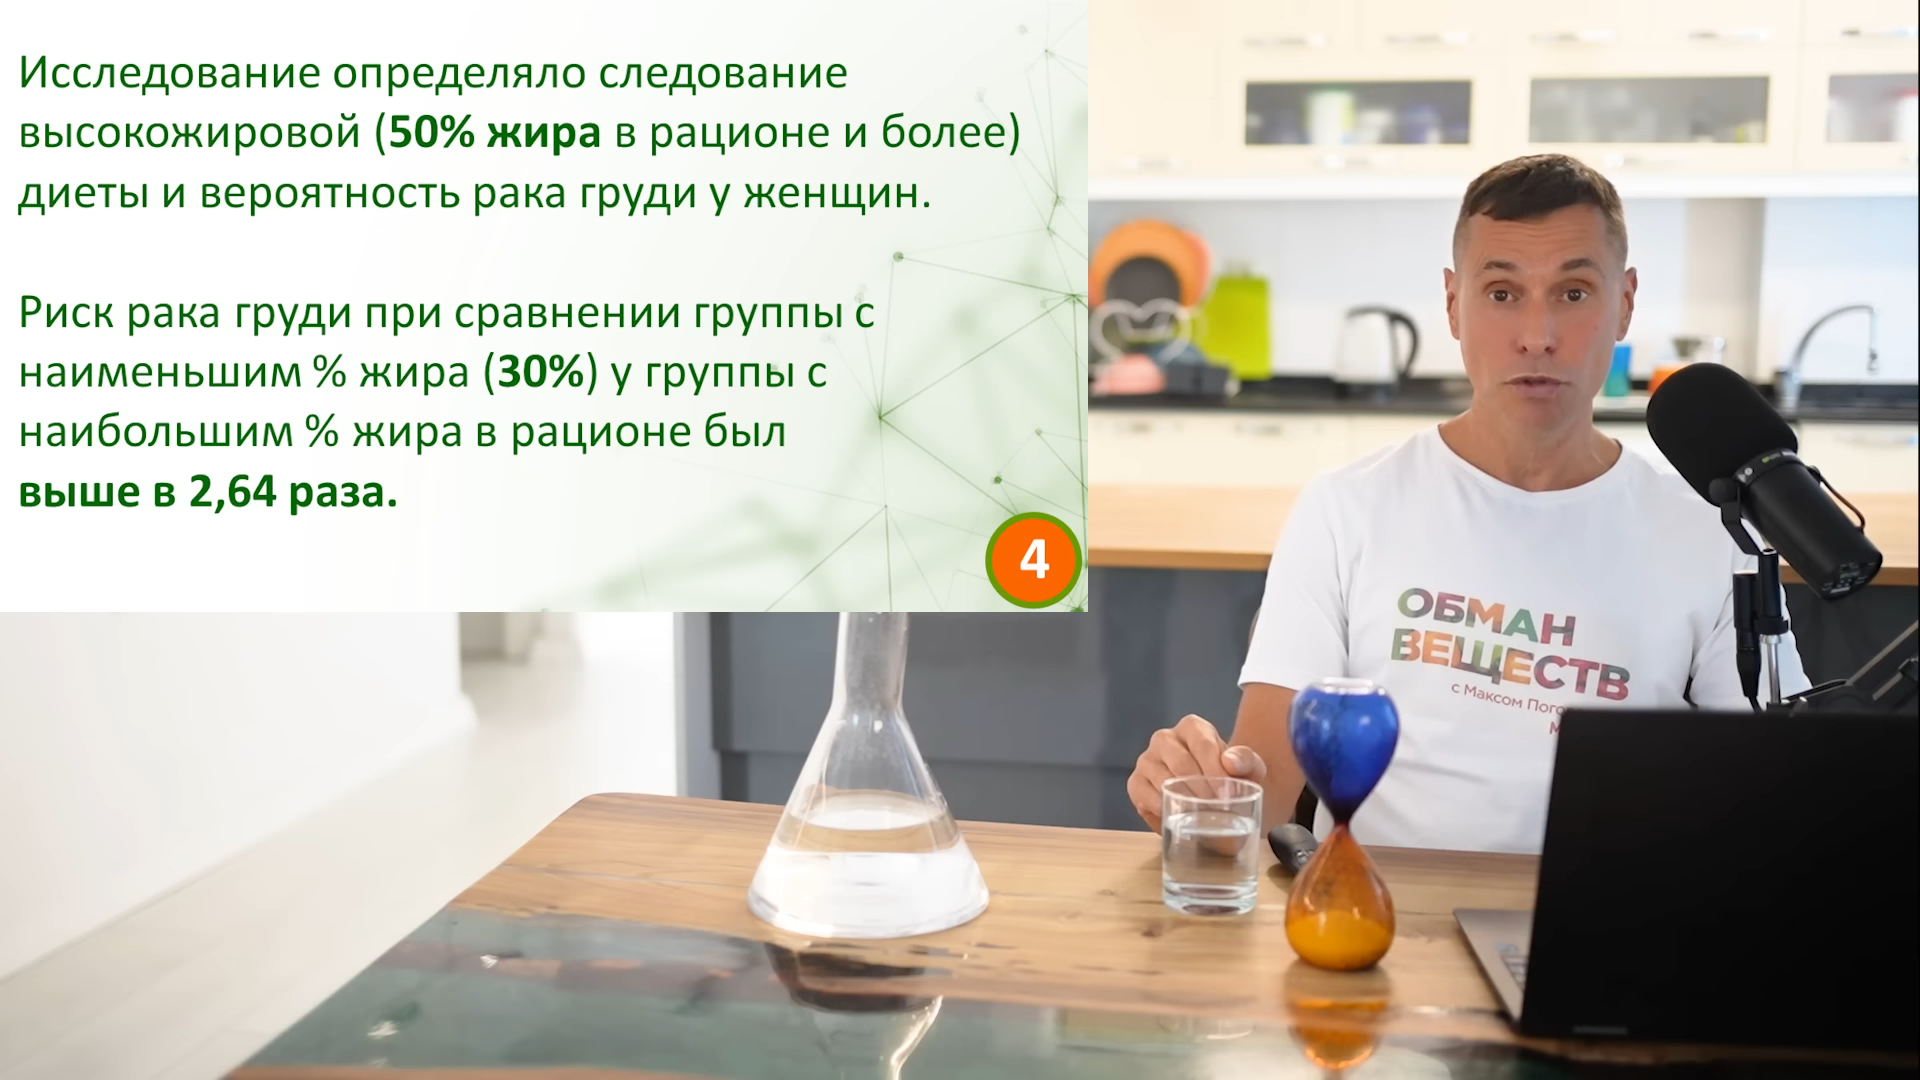 Исследование определяло следование
высокожировой (50% жира в рационе и более)
диеты и вероятность рака груди у женщин.
Риск рака груди при сравнении группы с
наименьшим % жира (30%) у группы с
наибольшим % жира в рационе был
выше в 2,64 раза.
4
ОБМАН
ВЕЩЕСТВ
с Максом